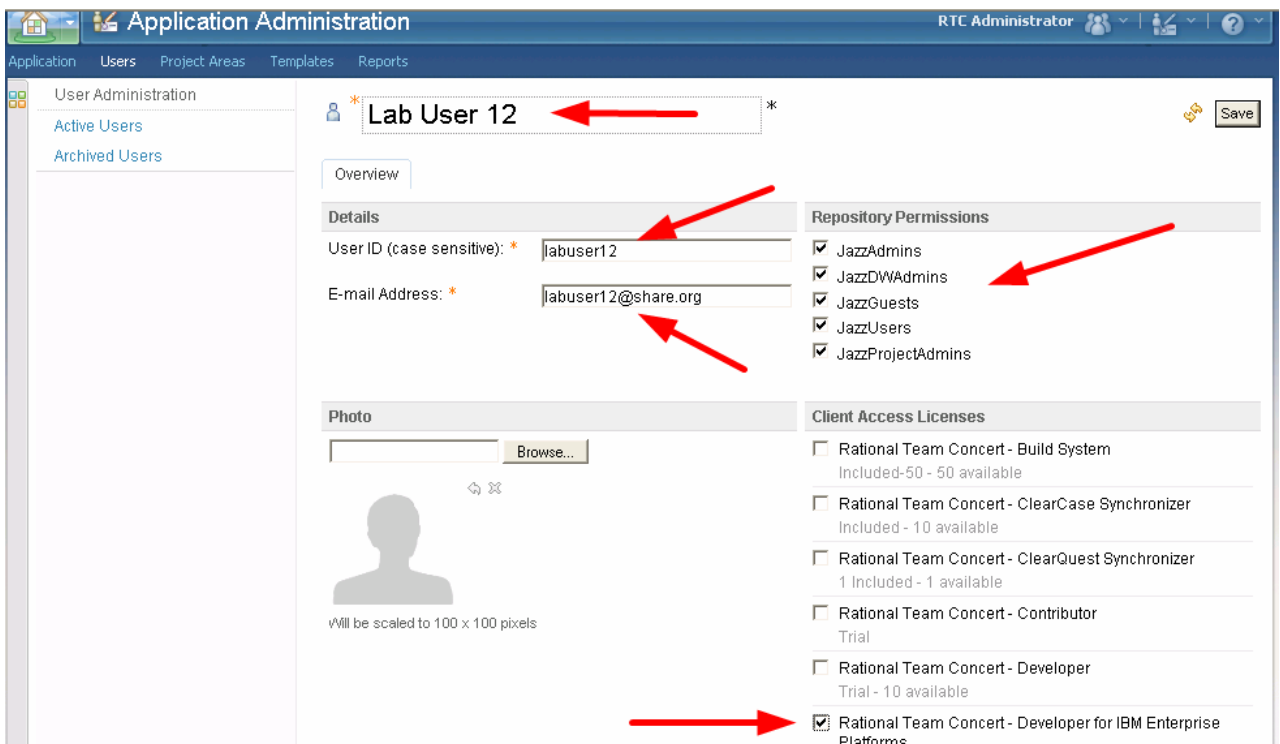 Application Administration
RTC Administrator
Application Users Project Areas Templates Reports
User Administration
Active Users
Archived Users
* Lab User 12 *
Save
Overview
Details
User ID (case sensitive): * labuser12
E-mail Address: * labuser12@share.org
Repository Permissions
JazzAdmins
JazzDWAdmins
JazzGuests
JazzUsers
JazzProjectAdmins
Photo
Browse...
Will be scaled to 100 x 100 pixels
Client Access Licenses
Rational Team Concert - Build System
Included-50 - 50 available
Rational Team Concert - ClearCase Synchronizer
Included - 10 available
Rational Team Concert - ClearQuest Synchronizer
1 Included - 1 available
Rational Team Concert - Contributor
Trial
Rational Team Concert - Developer
Trial - 10 available
Rational Team Concert - Developer for IBM Enterprise
Platforms